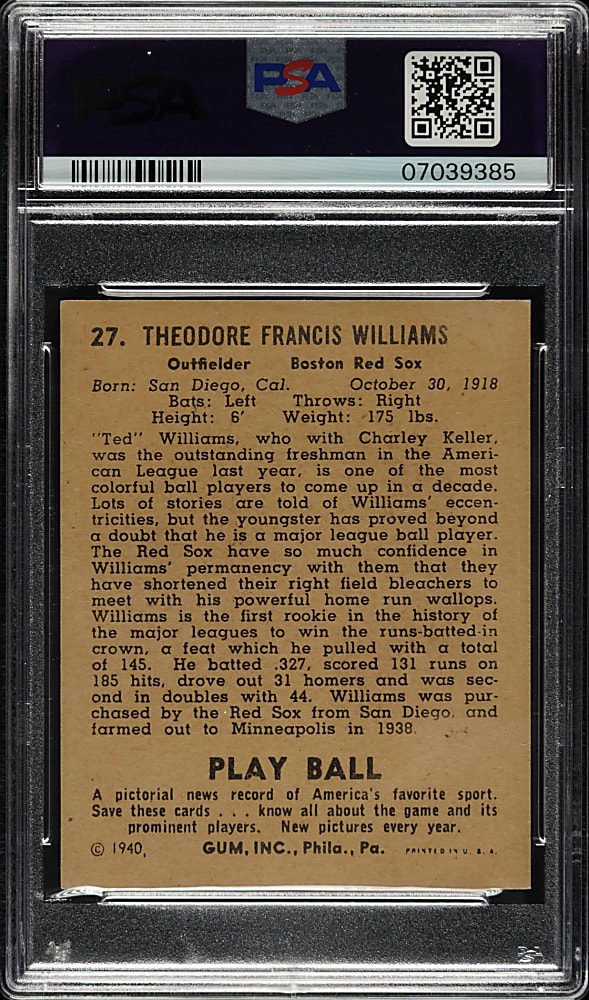 PSA
PSA
07039385
27. THEODORE FRANCIS WILLIAMS
Outfielder Boston Red Sox
Born: San Diego, Cal. October 30, 1918
Bats: Left Throws: Right
Height: 6' Weight: 175 lbs.
"Ted" Williams, who with Charley Keller,
was the outstanding freshman in the Ameri-
can League last year, is one of the most
colorful ball players to come up in a decade.
Lots of stories are told of Williams' eccen-
tricities, but the youngster has proved beyond
a doubt that he is a major league ball player.
The Red Sox have so much confidence in
Williams' permanency with them that they
have shortened their right field bleachers to
meet with his powerful home run wallops.
Williams is the first rookie in the history of
the major leagues to win the runs-batted-in
crown, a feat which he pulled with a total
of 145. He batted .327, scored 131 runs on
185 hits, drove out 31 homers and was sec-
ond in doubles with 44. Williams was pur-
chased by the Red Sox from San Diego, and
farmed out to Minneapolis in 1938.
PLAY BALL
A pictorial news record of America's favorite sport.
Save these cards . . . know all about the game and its
prominent players. New pictures every year.
© 1940, GUM, INC., Phila., Pa. PRINTED IN U. S. A.